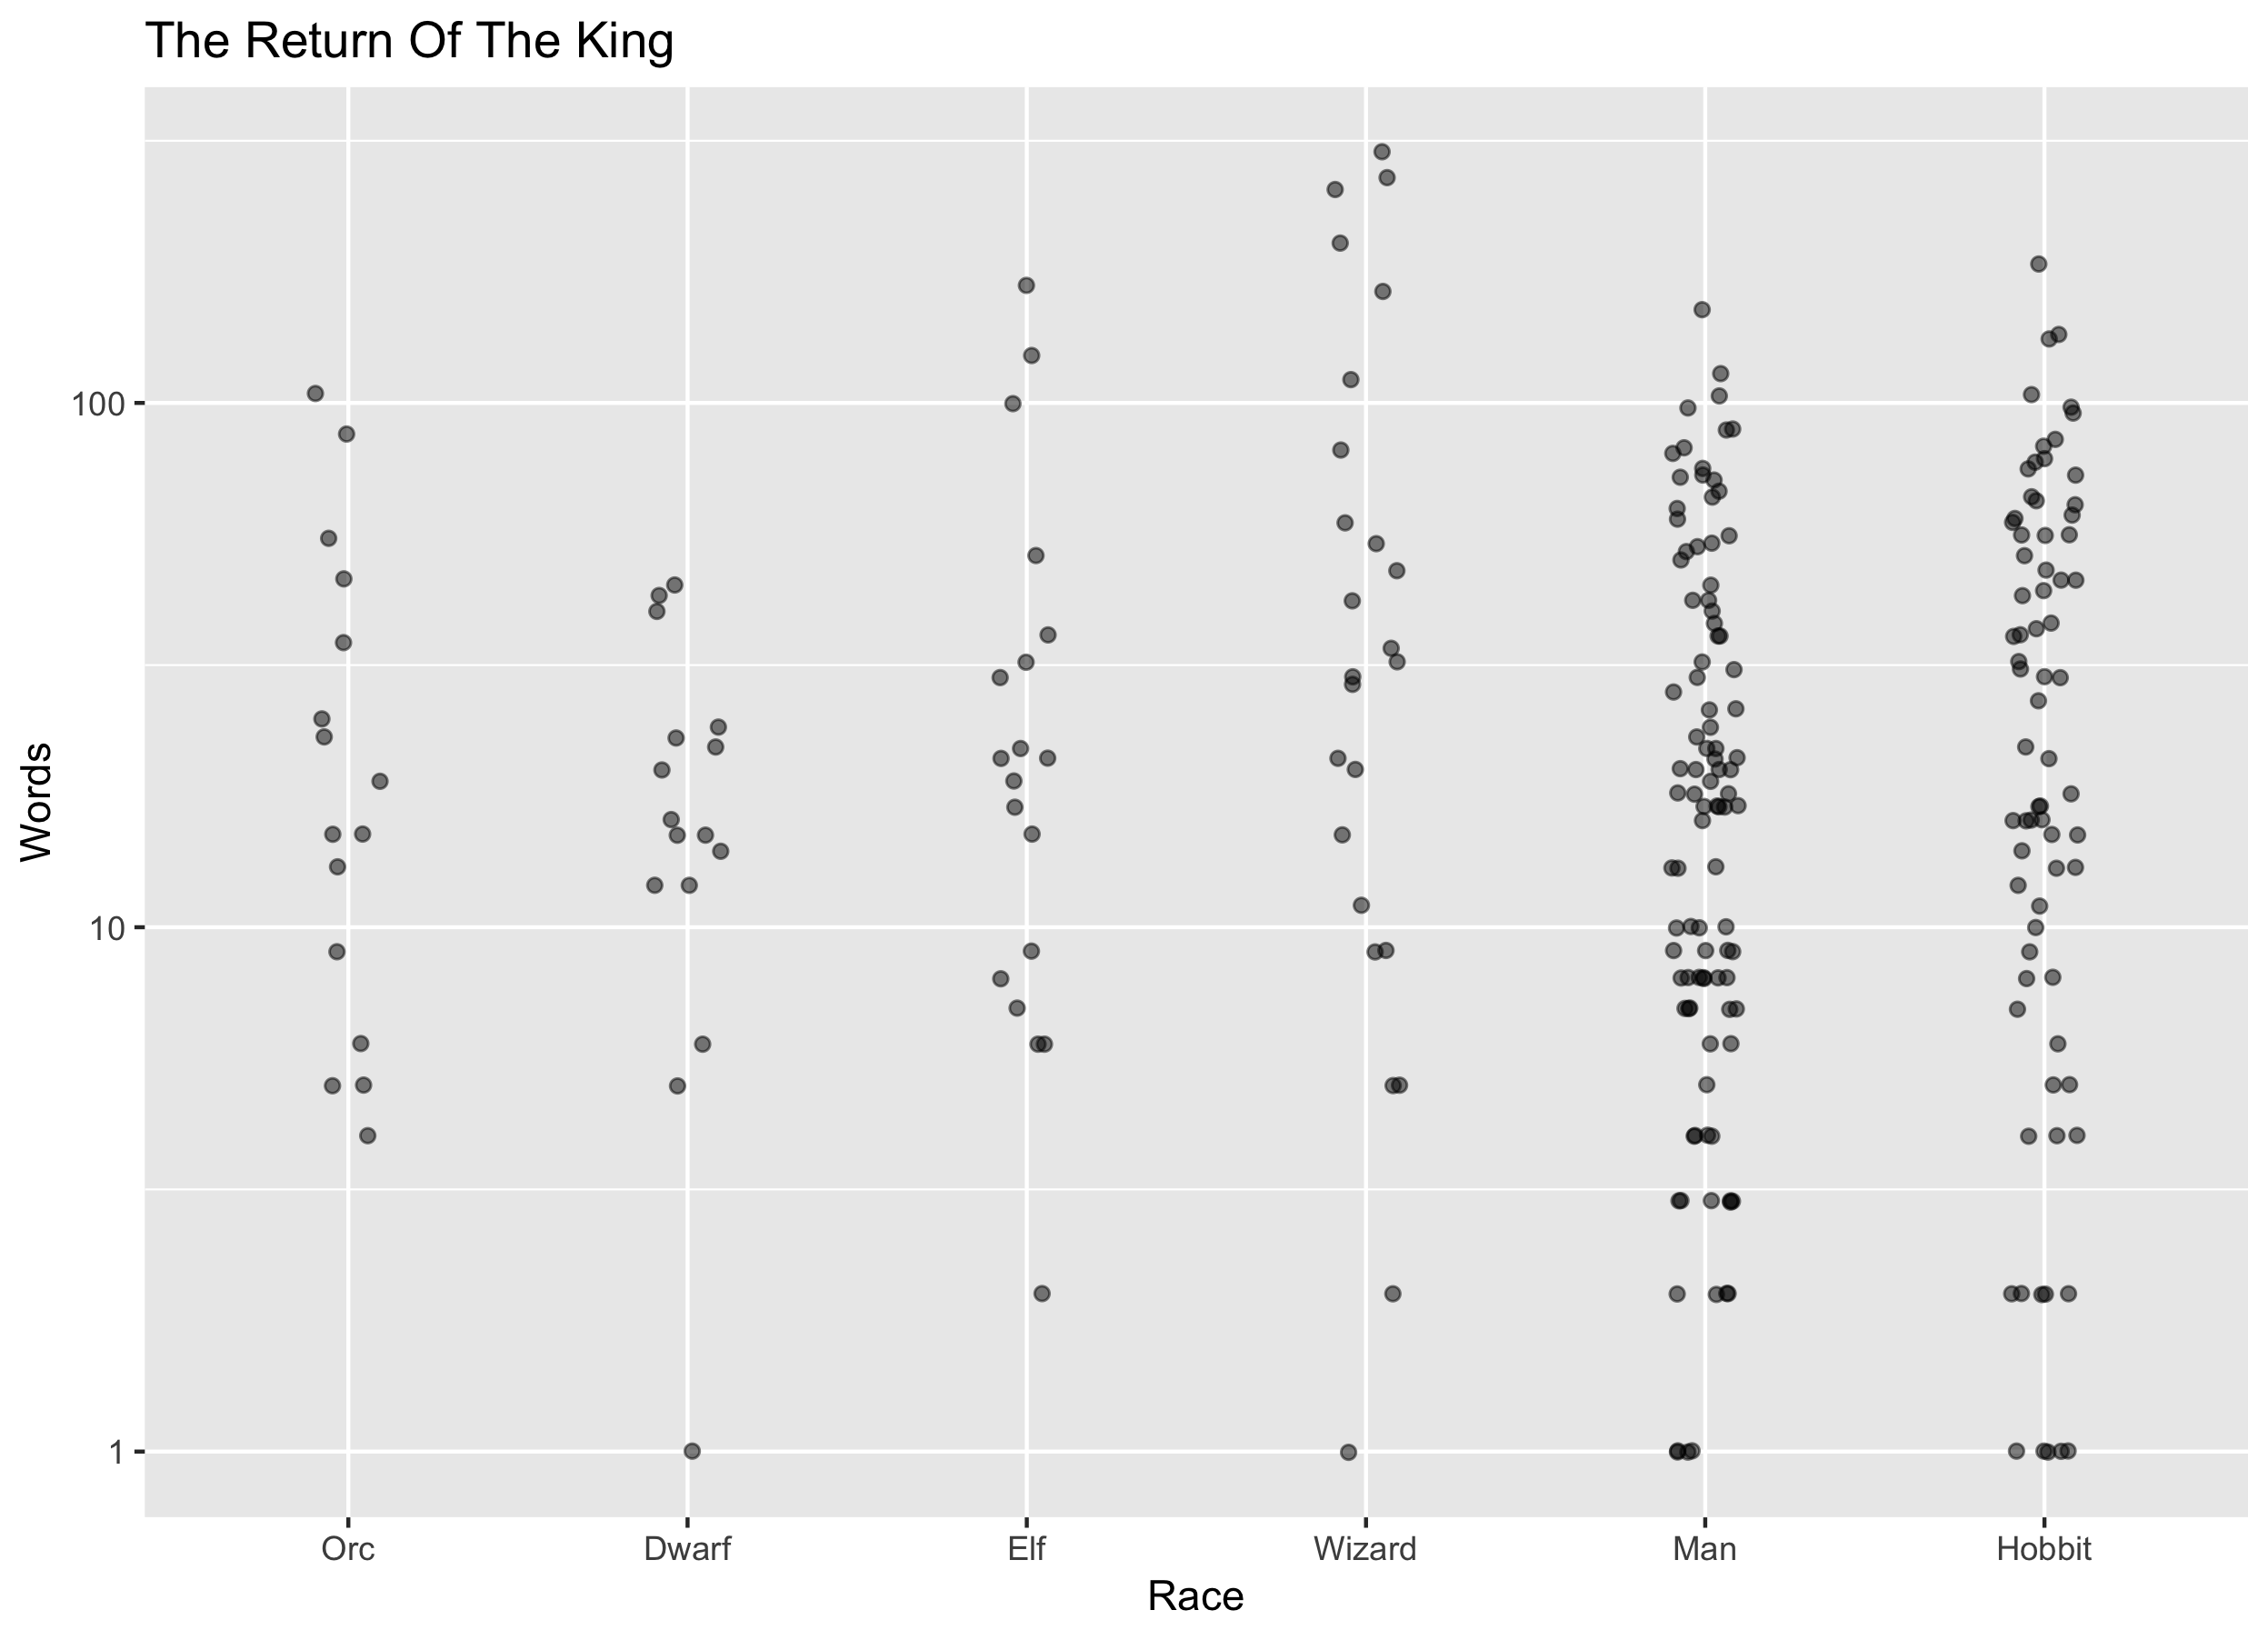 The Return Of The King
Words
100
10
1
Orc Dwarf Elf Wizard Man Hobbit
Race